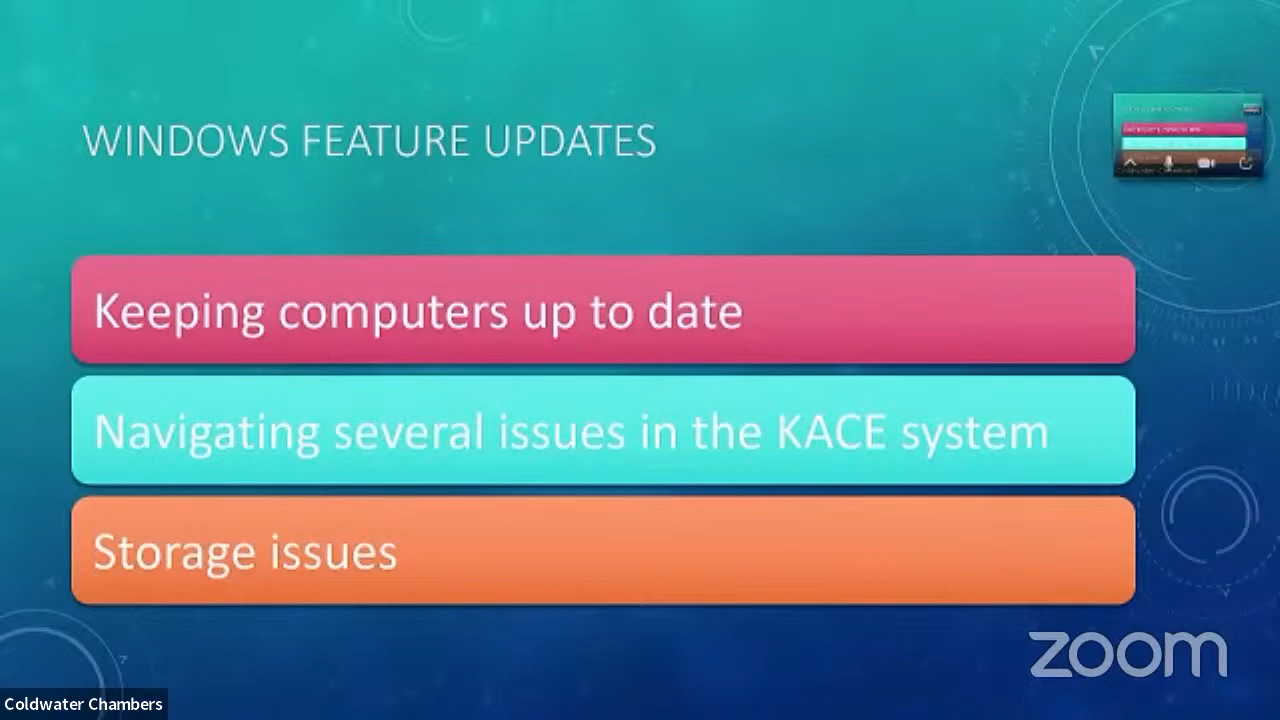 WINDOWS FEATURE UPDATES
Keeping computers up to date
Navigating several issues in the KACE system
Storage issues
zoom
Coldwater Chambers